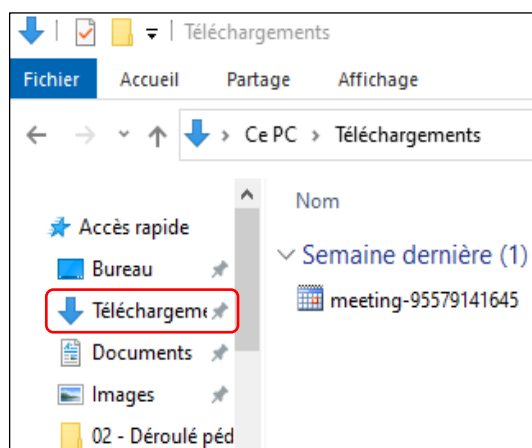 Téléchargements
Fichier Accueil Partage Affichage
Ce PC > Téléchargements
Nom
Accès rapide
Semaine dernière (1)
Bureau
meeting-95579141645
Téléchargeme
Documents
Images
02 - Déroulé péd